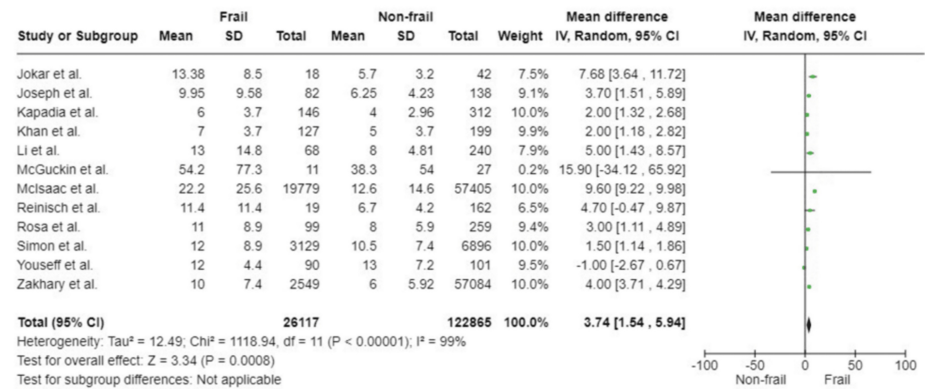 Frail Non-frail Mean difference Mean difference
Study or Subgroup Mean SD Total Mean SD Total Weight IV, Random, 95% CI IV, Random, 95% CI
Jokar et al. 13.38 8.5 18 5.7 3.2 42 7.5% 7.68 [3.64 , 11.72]
Joseph et al. 9.95 9.58 82 6.25 4.23 138 9.1% 3.70 [1.51 , 5.89]
Kapadia et al. 6 3.7 146 4 2.96 312 10.0% 2.00 [1.32 , 2.68]
Khan et al. 7 3.7 127 5 3.7 199 9.9% 2.00 [1.18 , 2.82]
Li et al. 13 14.8 68 8 4.81 240 8.0% 5.00 [1.43 , 8.57]
McGuckin et al. 54.2 77.3 11 38.3 54 27 0.2% 15.90 [-34.12 , 65.92]
McIsaac et al. 22.2 25.6 19779 12.6 14.6 57405 10.0% 9.60 [9.22 , 9.98]
Reinisch et al. 11.4 11.4 19 6.7 4.2 162 6.5% 4.70 [-0.47 , 9.87]
Rosa et al. 11 8.9 99 8 5.9 259 9.4% 3.00 [1.11 , 4.89]
Simon et al. 12 8.9 3129 10.5 7.4 6896 10.0% 1.50 [1.14 , 1.86]
Youseff et al. 12 4.4 90 13 7.2 101 9.5% -1.00 [-2.67 , 0.67]
Zakhary et al. 10 7.4 2549 6 5.92 57084 10.0% 4.00 [3.71 , 4.29]
Total (95% CI) 26117 122865 100.0% 3.74 [1.54 , 5.94]
Heterogeneity: Tau² = 12.49; Chi² = 1118.94, df = 11 (P < 0.00001); I² = 99%
Test for overall effect: Z = 3.34 (P = 0.0008)
Test for subgroup differences: Not applicable
-100 -50 0 50 100
Non-frail Frail